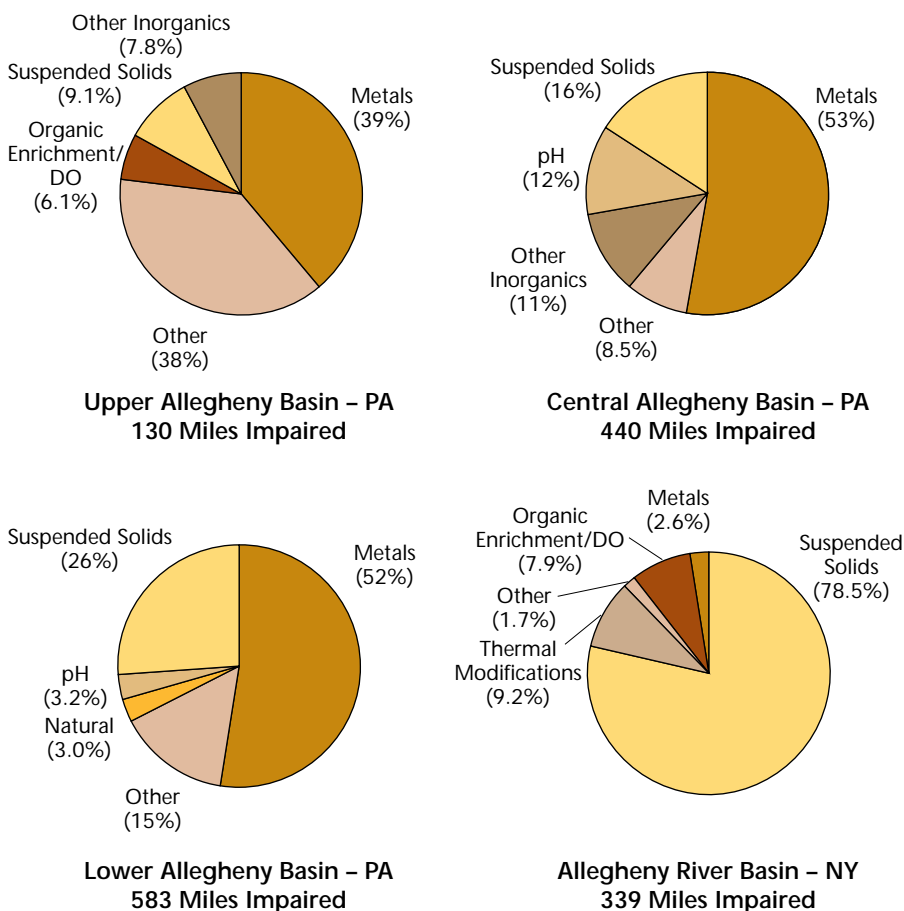 Other Inorganics
(7.8%)
Suspended Solids
(9.1%)
Organic
Enrichment/
DO
(6.1%)
Metals
(39%)
Other
(38%)
Upper Allegheny Basin – PA
130 Miles Impaired
Suspended Solids
(16%)
Metals
(53%)
pH
(12%)
Other
Inorganics
(11%)
Other
(8.5%)
Central Allegheny Basin – PA
440 Miles Impaired
Suspended Solids
(26%)
Metals
(52%)
pH
(3.2%)
Natural
(3.0%)
Other
(15%)
Lower Allegheny Basin – PA
583 Miles Impaired
Metals
(2.6%)
Organic
Enrichment/DO
(7.9%)
Suspended
Solids
(78.5%)
Other
(1.7%)
Thermal
Modifications
(9.2%)
Allegheny River Basin – NY
339 Miles Impaired